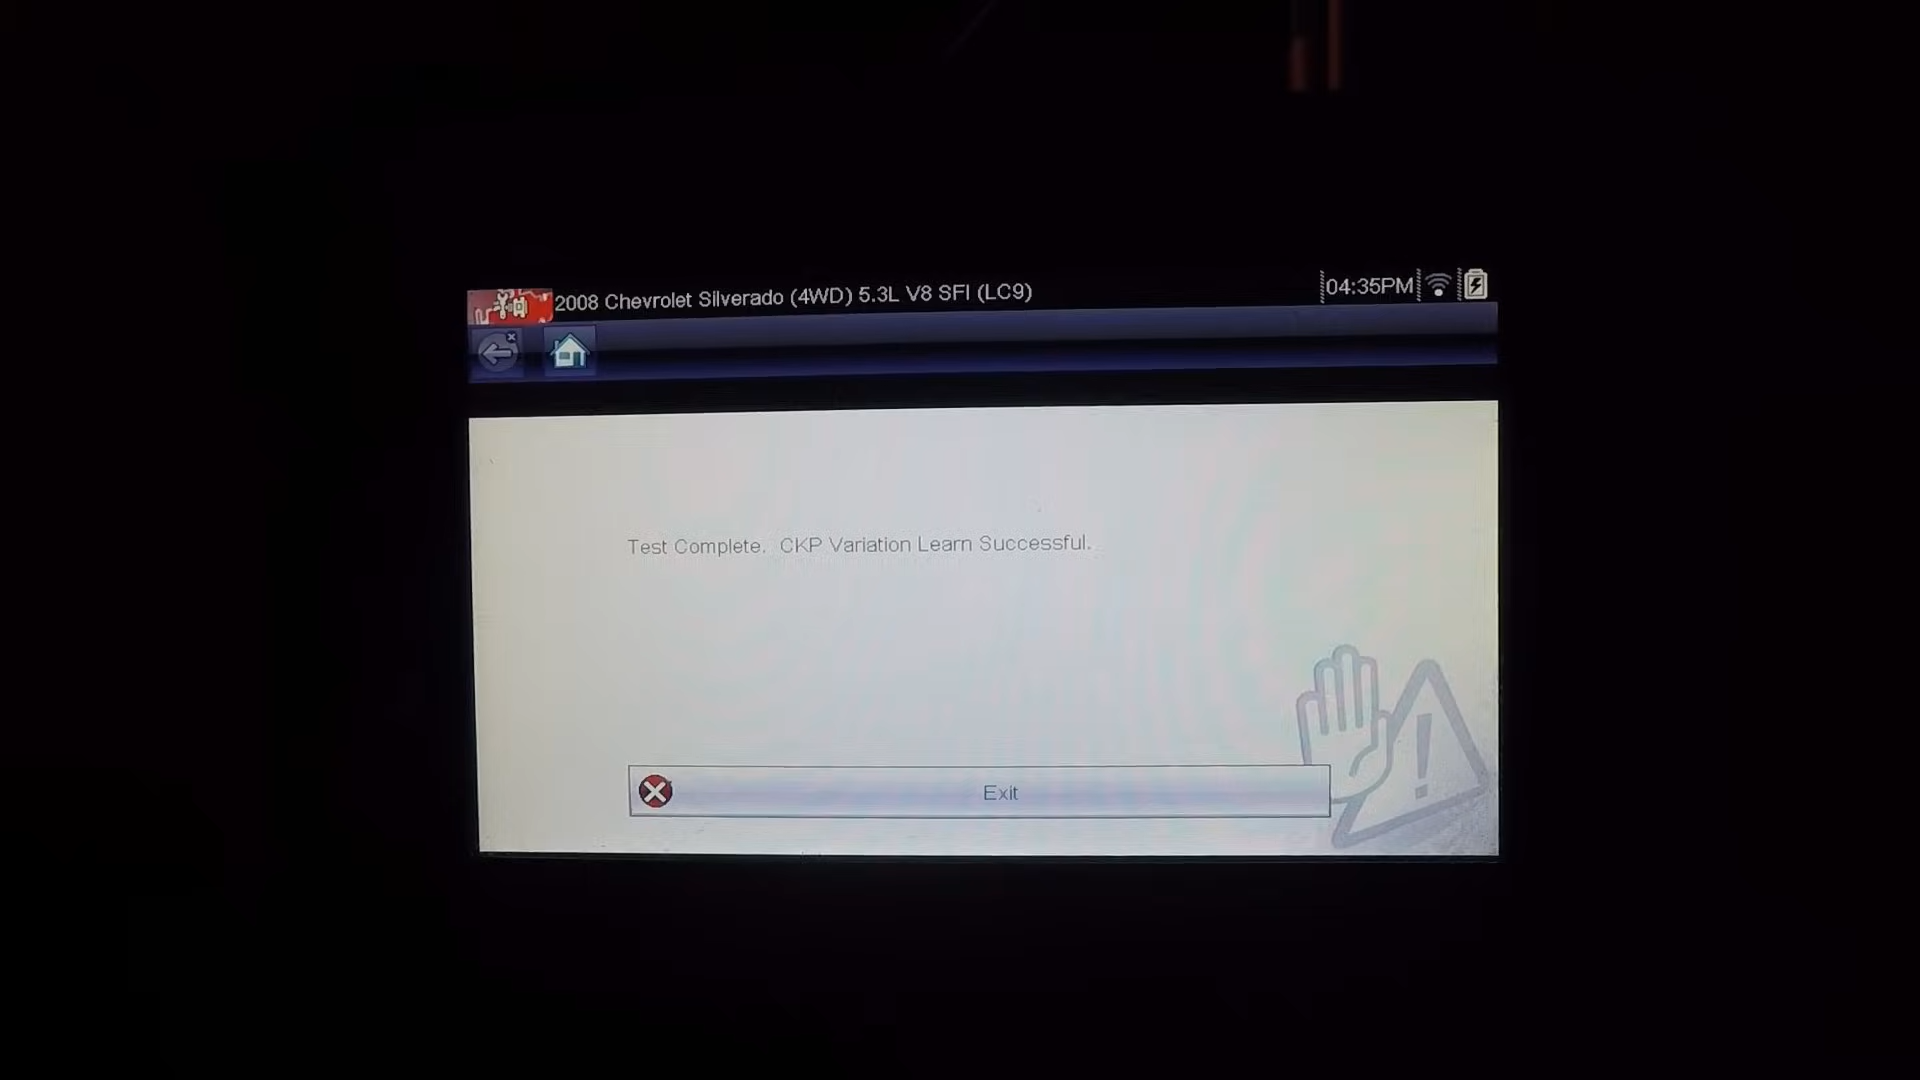 2008 Chevrolet Silverado (4WD) 5.3L V8 SFI (LC9)
04:35PM
Test Complete. CKP Variation Learn Successful.
Exit